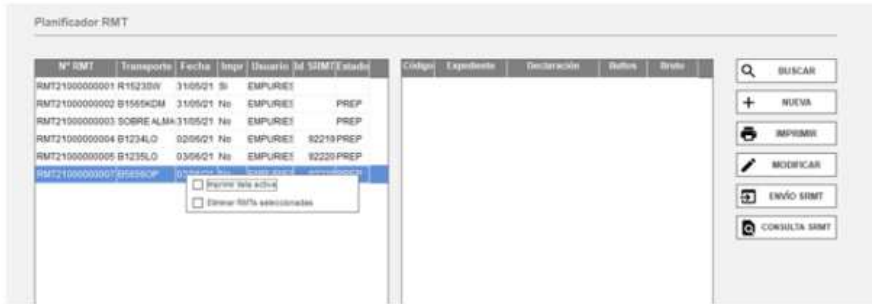 Planificador RMT
Nº RMT Transporte Fecha Impr Usuario Id SRMT Estado
RMT21000000001 R1523SW 31/05/21 Si EMPURIES
RMT21000000002 B1565KDM 31/05/21 No EMPURIES PREP
RMT21000000003 SOBRE ALMA 31/05/21 No EMPURIES PREP
RMT21000000004 B1234LO 02/06/21 No EMPURIES 92219 PREP
RMT21000000005 B1235LO 03/06/21 No EMPURIES 92220 PREP
RMT21000000007 B5656OP
Imprimir lista activa
Eliminar RMTs seleccionadas
Código Expediente Declaración Bultos Bruto
BUSCAR
NUEVA
IMPRIMIR
MODIFICAR
ENVÍO SRMT
CONSULTA SRMT